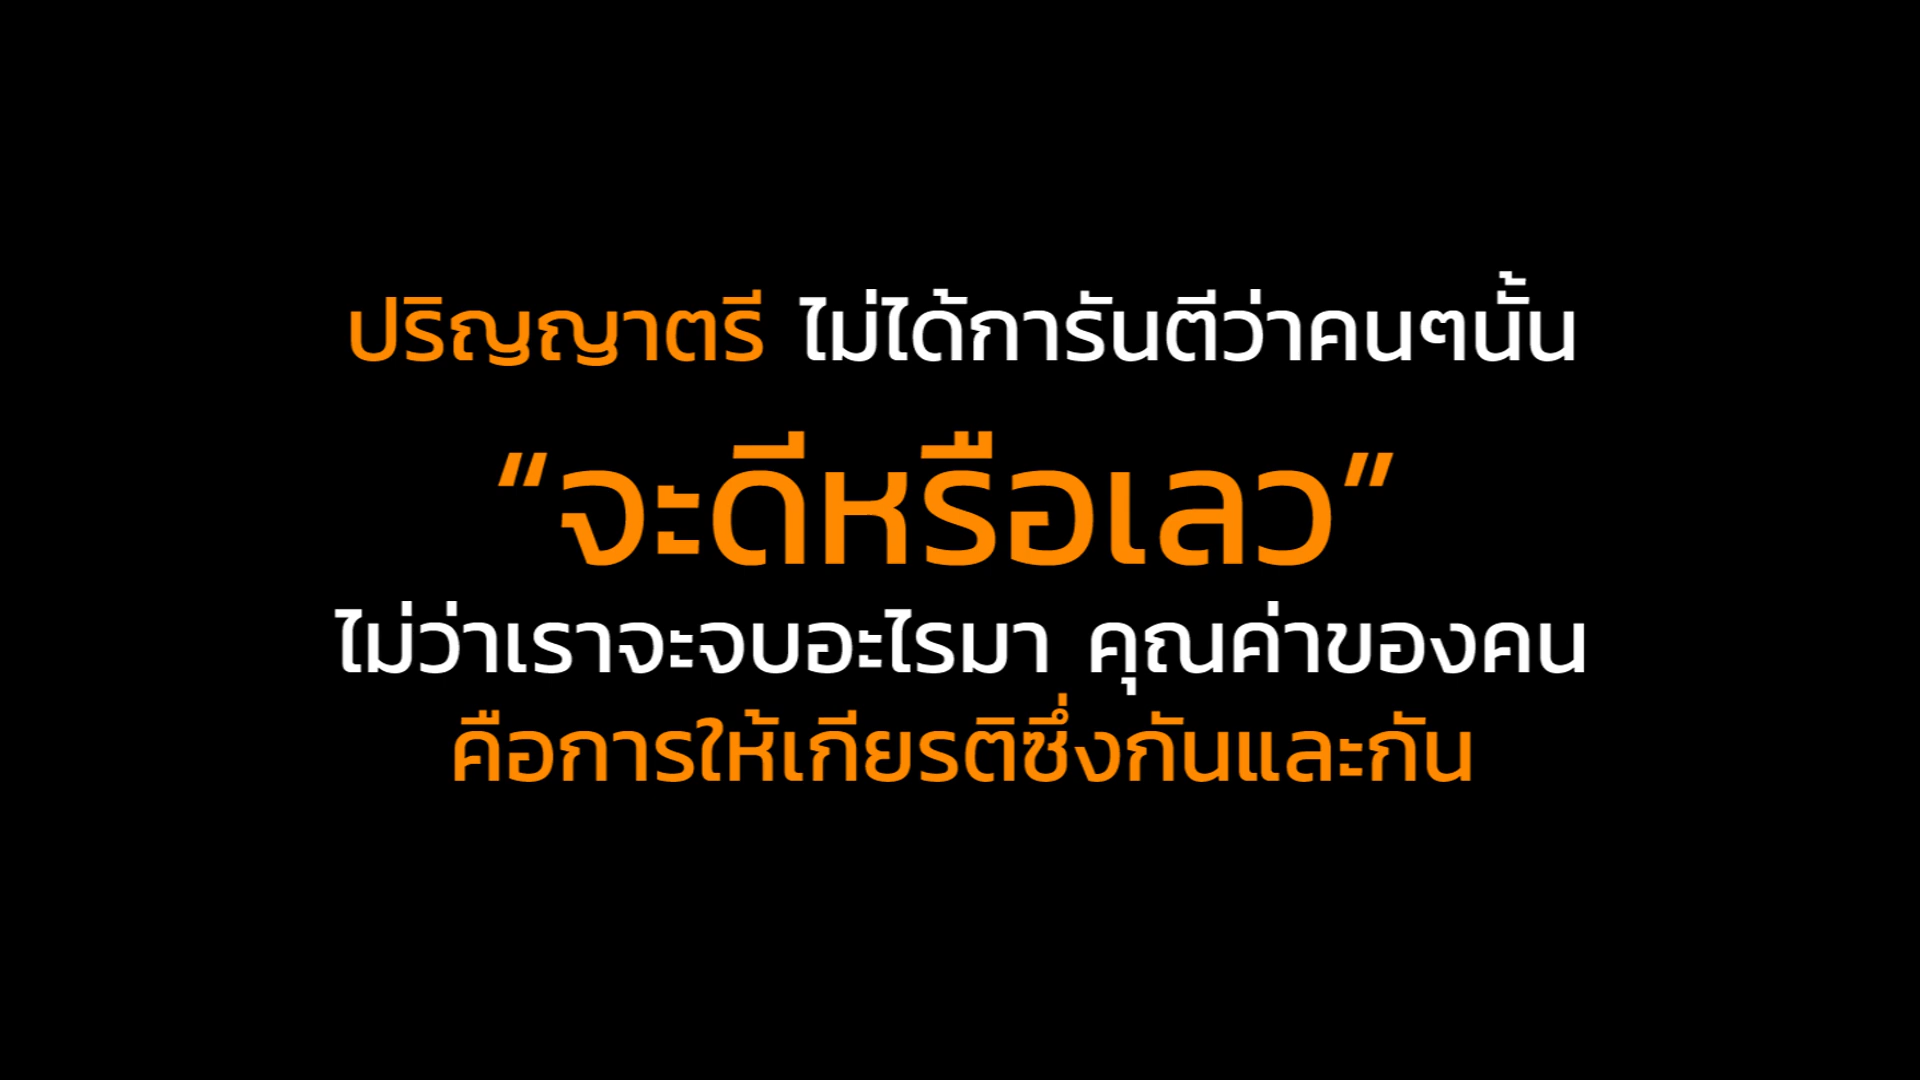 ปริญญาตรี ไม่ได้การันตีว่าคนๆนั้น
“จะดีหรือเลว”
ไม่ว่าเราจะจบอะไรมา คุณค่าของคน
คือการให้เกียรติซึ่งกันและกัน